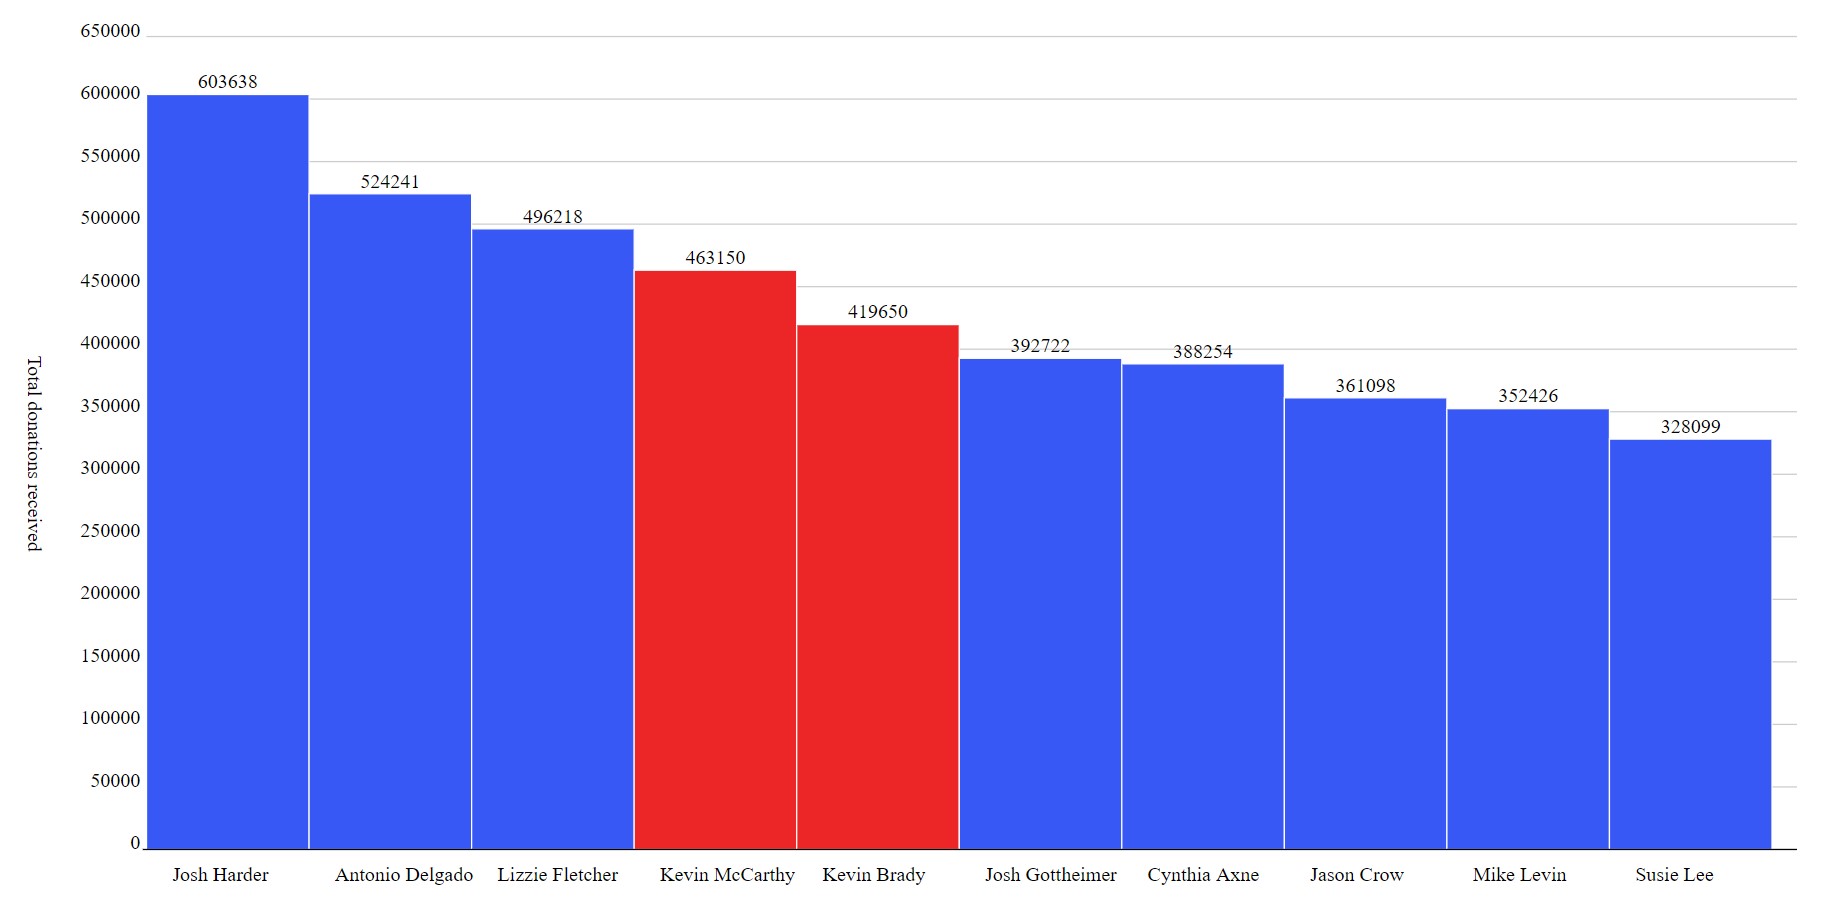 650000
600000
550000
500000
450000
400000
350000
300000
250000
200000
150000
100000
50000
0
Total donations received
603638
524241
496218
463150
419650
392722
388254
361098
352426
328099
Josh Harder
Antonio Delgado
Lizzie Fletcher
Kevin McCarthy
Kevin Brady
Josh Gottheimer
Cynthia Axne
Jason Crow
Mike Levin
Susie Lee